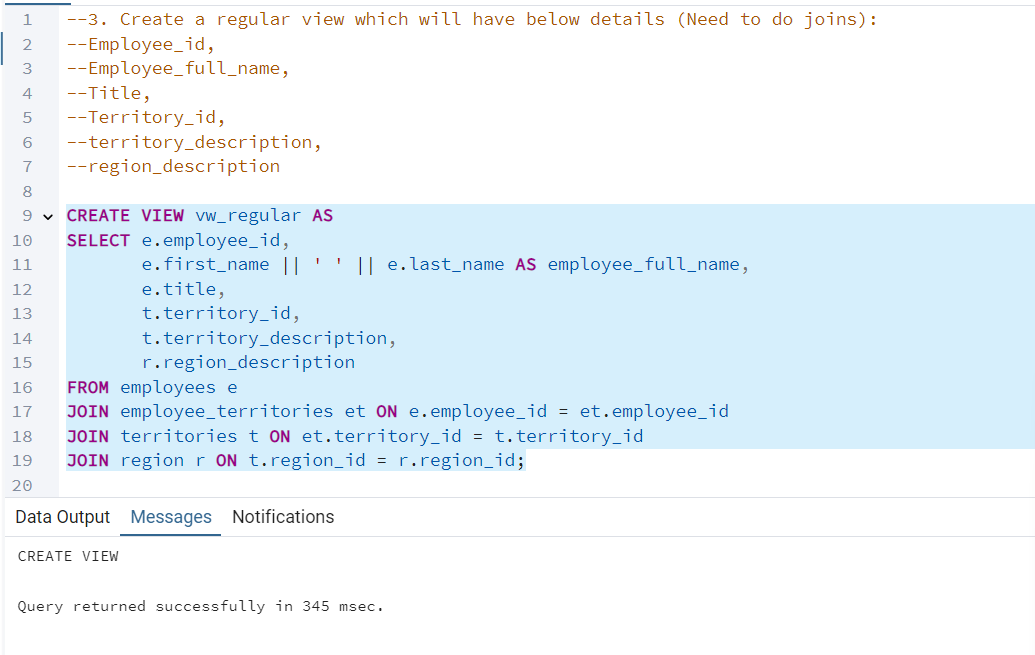 1 --3. Create a regular view which will have below details (Need to do joins):
2 --Employee_id,
3 --Employee_full_name,
4 --Title,
5 --Territory_id,
6 --territory_description,
7 --region_description
8
9 CREATE VIEW vw_regular AS
10 SELECT e.employee_id,
11 e.first_name || ' ' || e.last_name AS employee_full_name,
12 e.title,
13 t.territory_id,
14 t.territory_description,
15 r.region_description
16 FROM employees e
17 JOIN employee_territories et ON e.employee_id = et.employee_id
18 JOIN territories t ON et.territory_id = t.territory_id
19 JOIN region r ON t.region_id = r.region_id;
20
Data Output Messages Notifications
CREATE VIEW
Query returned successfully in 345 msec.